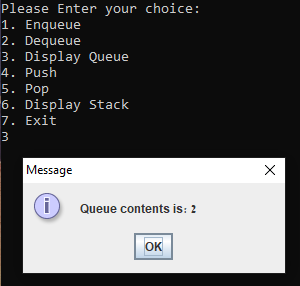 Please Enter your choice:
1. Enqueue
2. Dequeue
3. Display Queue
4. Push
5. Pop
6. Display Stack
7. Exit
3
Message
Queue contents is: 2
OK